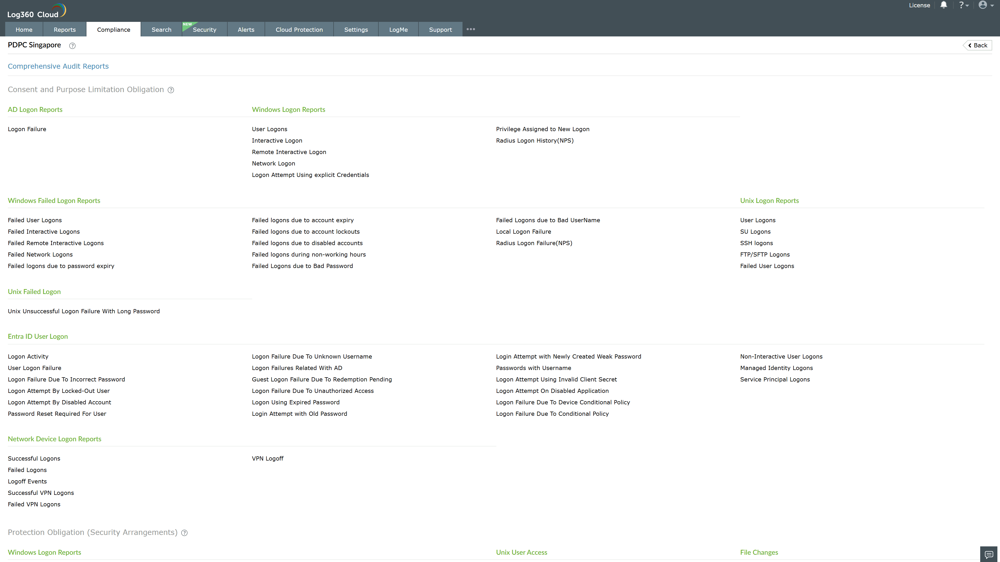 License
Log360 Cloud
Home
Reports
Compliance
Search
NEW
Security
Alerts
Cloud Protection
Settings
LogMe
Support
PDPC Singapore
Back
Comprehensive Audit Reports
Consent and Purpose Limitation Obligation
AD Logon Reports
Logon Failure
Windows Logon Reports
User Logons
Interactive Logon
Remote Interactive Logon
Network Logon
Logon Attempt Using explicit Credentials
Privilege Assigned to New Logon
Radius Logon History(NPS)
Windows Failed Logon Reports
Failed User Logons
Failed Interactive Logons
Failed Remote Interactive Logons
Failed Network Logons
Failed logons due to password expiry
Failed logons due to account expiry
Failed logons due to account lockouts
Failed logons due to disabled accounts
Failed logons during non-working hours
Failed Logons due to Bad Password
Failed Logons due to Bad UserName
Local Logon Failure
Radius Logon Failure(NPS)
Unix Logon Reports
User Logons
SU Logons
SSH logons
FTP/SFTP Logons
Failed User Logons
Unix Failed Logon
Unix Unsuccessful Logon Failure With Long Password
Entra ID User Logon
Logon Activity
User Logon Failure
Logon Failure Due To Incorrect Password
Logon Attempt By Locked-Out User
Logon Attempt By Disabled Account
Password Reset Required For User
Logon Failure Due To Unknown Username
Logon Failures Related With AD
Guest Logon Failure Due To Redemption Pending
Logon Failure Due To Unauthorized Access
Logon Using Expired Password
Login Attempt with Old Password
Login Attempt with Newly Created Weak Password
Passwords with Username
Logon Attempt Using Invalid Client Secret
Logon Attempt On Disabled Application
Logon Failure Due To Device Conditional Policy
Logon Failure Due To Conditional Policy
Non-Interactive User Logons
Managed Identity Logons
Service Principal Logons
Network Device Logon Reports
Successful Logons
Failed Logons
Logoff Events
Successful VPN Logons
Failed VPN Logons
VPN Logoff
Protection Obligation (Security Arrangements)
Windows Logon Reports
Unix User Access
File Changes